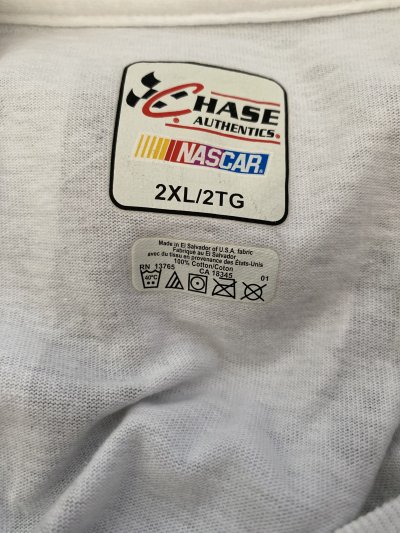 CHASE
AUTHENTICS®
NASCAR
2XL/2TG
Made in El Salvador of U.S.A. fabric
Fabriqué au El Salvador
avec du tissu en provenance des États-Unis
100% Cotton/Coton
RN 13765 CA 18345 01
40°C